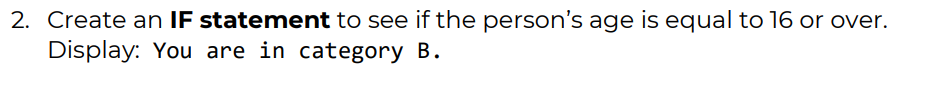 2. Create an IF statement to see if the person’s age is equal to 16 or over.
Display: You are in category B.